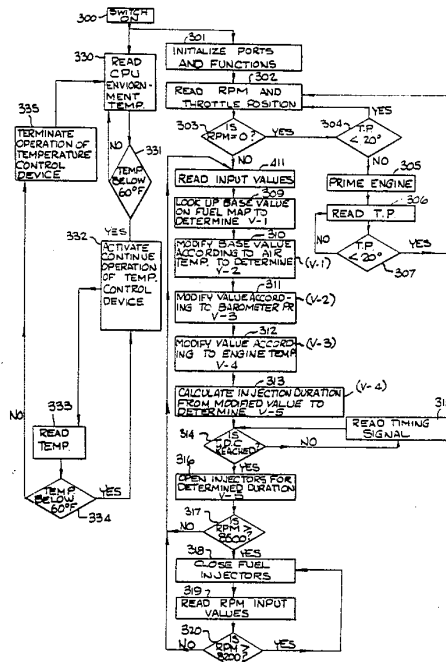 300
SWITCH
ON
330
READ
CPU
ENVIORN-
MENT
TEMP.
335
TERMINATE
OPERATION OF
TEMPERATURE
CONTROL
DEVICE
NO
331
TEMP.
BELOW
60°F
YES
332
ACTIVATE
CONTINUE
OPERATION
OF TEMP.
CONTROL
DEVICE
333
READ
TEMP.
NO
TEMP
BELOW
60°F
YES
334
301
INITIALIZE PORTS
AND FUNCTIONS
302
READ RPM AND
THROTTLE POSITION
303
IS
RPM=0?
YES
NO
304
T.P.
< 20°
YES
NO
305
PRIME ENGINE
306
READ T.P
NO
T.P.
< 20°
YES
307
411
READ INPUT VALUES
309
LOOK UP BASE VALUE
ON FUEL MAP TO
DETERMINE V-1
310
MODIFY BASE VALUE
ACCORDING TO AIR
TEMP. TO DETERMINE
V-2
(V-1)
311
MODIFY VALUE ACCORD-
ING TO BAROMETER PR
V-3
(V-2)
312
MODIFY VALUE ACCORD-
ING TO ENGINE TEMP
V-4
(V-3)
313
CALCULATE INJECTION DURATION
FROM MODIFIED VALUE TO
DETERMINE V-5
(V-4)
314
IS
T.D.C
REACHED?
NO
READ TIMING
SIGNAL
YES
316
OPEN INJECTORS FOR
DETERMINED DURATION
V-5
317
IS
RPM >
8500?
NO
YES
318
CLOSE FUEL
INJECTORS
319
READ RPM INPUT
VALUES
320
IS
RPM >
8200?
NO
YES